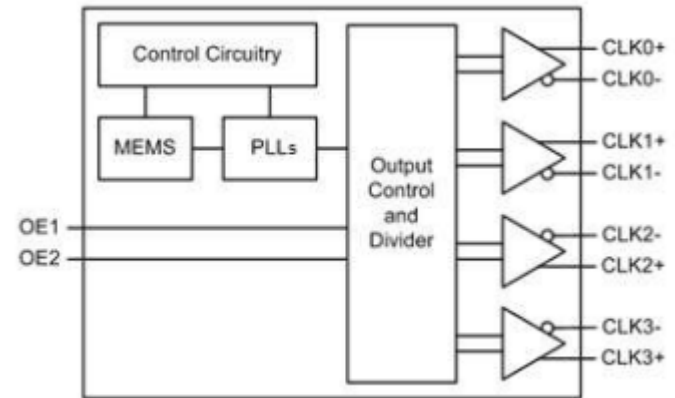 Control Circuitry
MEMS
PLLs
Output
Control
and
Divider
OE1
OE2
CLK0+
CLK0-
CLK1+
CLK1-
CLK2-
CLK2+
CLK3-
CLK3+